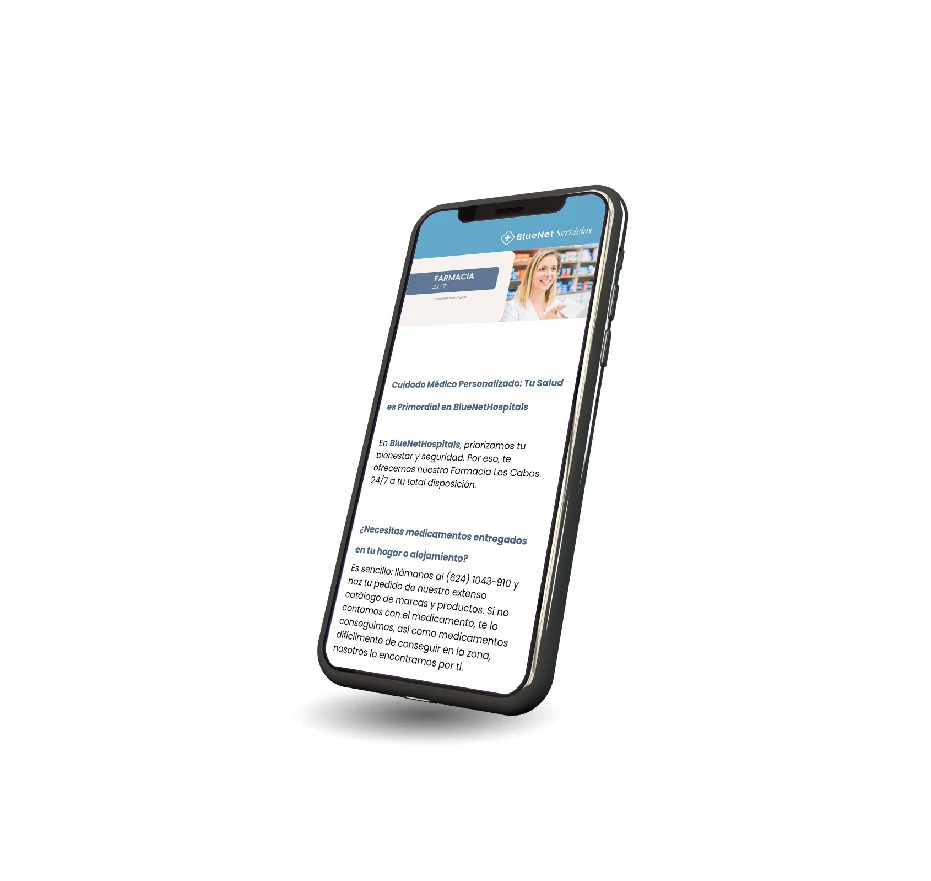 BlueNet Servicios
FARMACIA
24/7
Cuidado Médico Personalizado: Tu Salud
es Primordial en BlueNetHospitals
En BlueNetHospitals, priorizamos tu
bienestar y seguridad. Por eso, te
ofrecemos nuestra Farmacia Los Cabos
24/7 a tu total disposición.
¿Necesitas medicamentos entregados
en tu hogar o alojamiento?
Es sencillo: llámanos al (624) 1043-910 y
haz tu pedido de nuestro extenso
catálogo de marcas y productos. Si no
contamos con el medicamento, te lo
conseguimos, así como medicamentos
difícilmente de conseguir en la zona,
nosotros lo encontramos por ti.